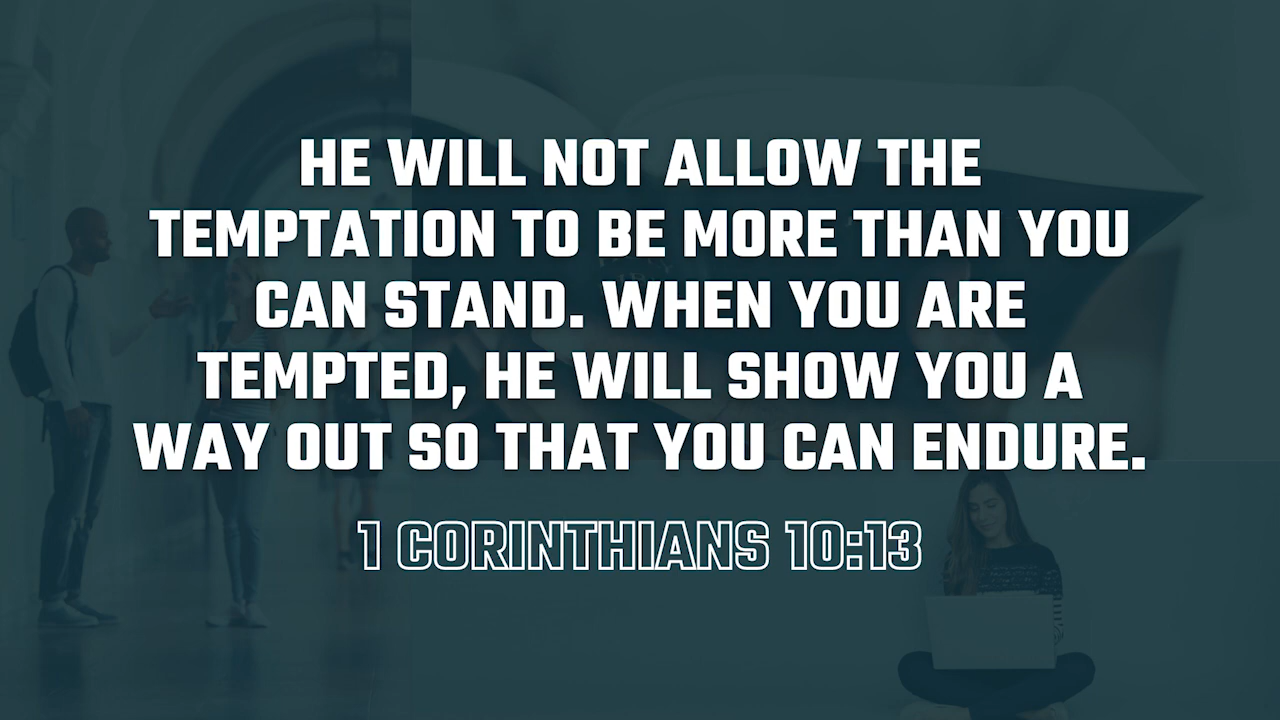 HE WILL NOT ALLOW THE
TEMPTATION TO BE MORE THAN YOU
CAN STAND. WHEN YOU ARE
TEMPTED, HE WILL SHOW YOU A
WAY OUT SO THAT YOU CAN ENDURE.
1 CORINTHIANS 10:13